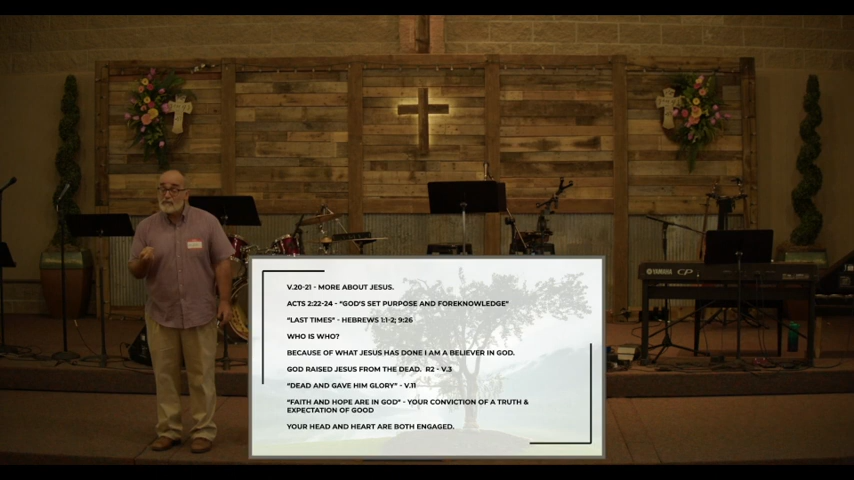 V.20-21 - MORE ABOUT JESUS.
ACTS 2:22-24 - "GOD'S SET PURPOSE AND FOREKNOWLEDGE"
"LAST TIMES" - HEBREWS 1:1-2; 9:26
WHO IS WHO?
BECAUSE OF WHAT JESUS HAS DONE I AM A BELIEVER IN GOD.
GOD RAISED JESUS FROM THE DEAD. R2 - V.3
"DEAD AND GAVE HIM GLORY" - V.11
"FAITH AND HOPE ARE IN GOD" - YOUR CONVICTION OF A TRUTH &
EXPECTATION OF GOOD
YOUR HEAD AND HEART ARE BOTH ENGAGED.
YAMAHA CP